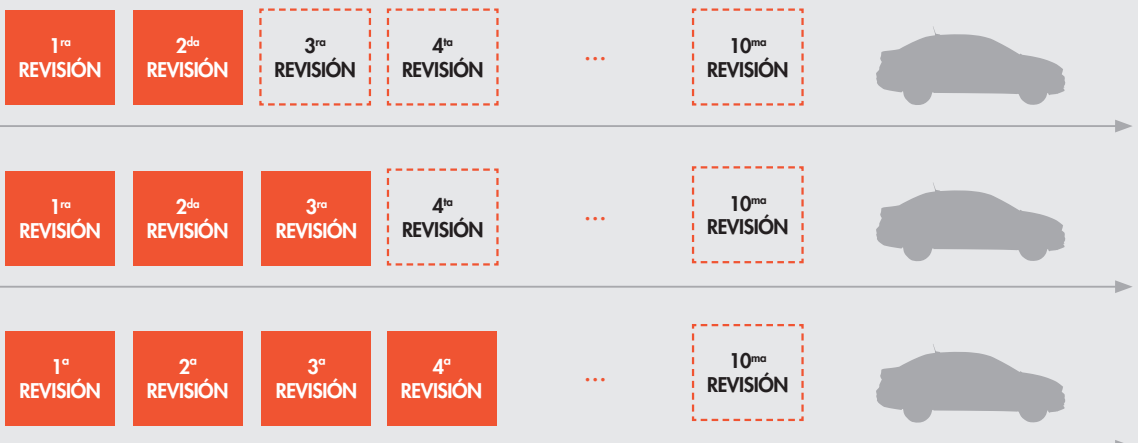 1ra REVISIÓN
2da REVISIÓN
3ra REVISIÓN
4ta REVISIÓN
...
10ma REVISIÓN
1ra REVISIÓN
2da REVISIÓN
3ra REVISIÓN
4ta REVISIÓN
...
10ma REVISIÓN
1ª REVISIÓN
2ª REVISIÓN
3ª REVISIÓN
4ª REVISIÓN
...
10ma REVISIÓN